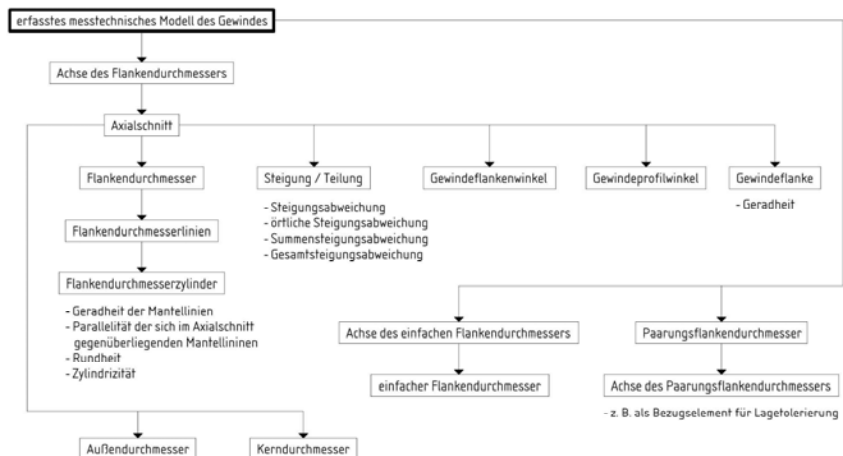 erfasstes messtechnisches Modell des Gewindes
Achse des Flankendurchmessers
Axialschnitt
Flankendurchmesser
Steigung / Teilung
Gewindeflankenwinkel
Gewindeprofilwinkel
Gewindeflanke
- Steigungsabweichung
- örtliche Steigungsabweichung
- Summensteigungsabweichung
- Gesamtsteigungsabweichung
- Geradheit
Flankendurchmesserlinien
Flankendurchmesserzylinder
- Geradheit der Mantellinien
- Parallelität der sich im Axialschnitt
gegenüberliegenden Mantellininen
- Rundheit
- Zylindrizität
Achse des einfachen Flankendurchmessers
Paarungsflankendurchmesser
einfacher Flankendurchmesser
Achse des Paarungsflankendurchmessers
- z. B. als Bezugselement für Lagetolerierung
Außendurchmesser
Kerndurchmesser